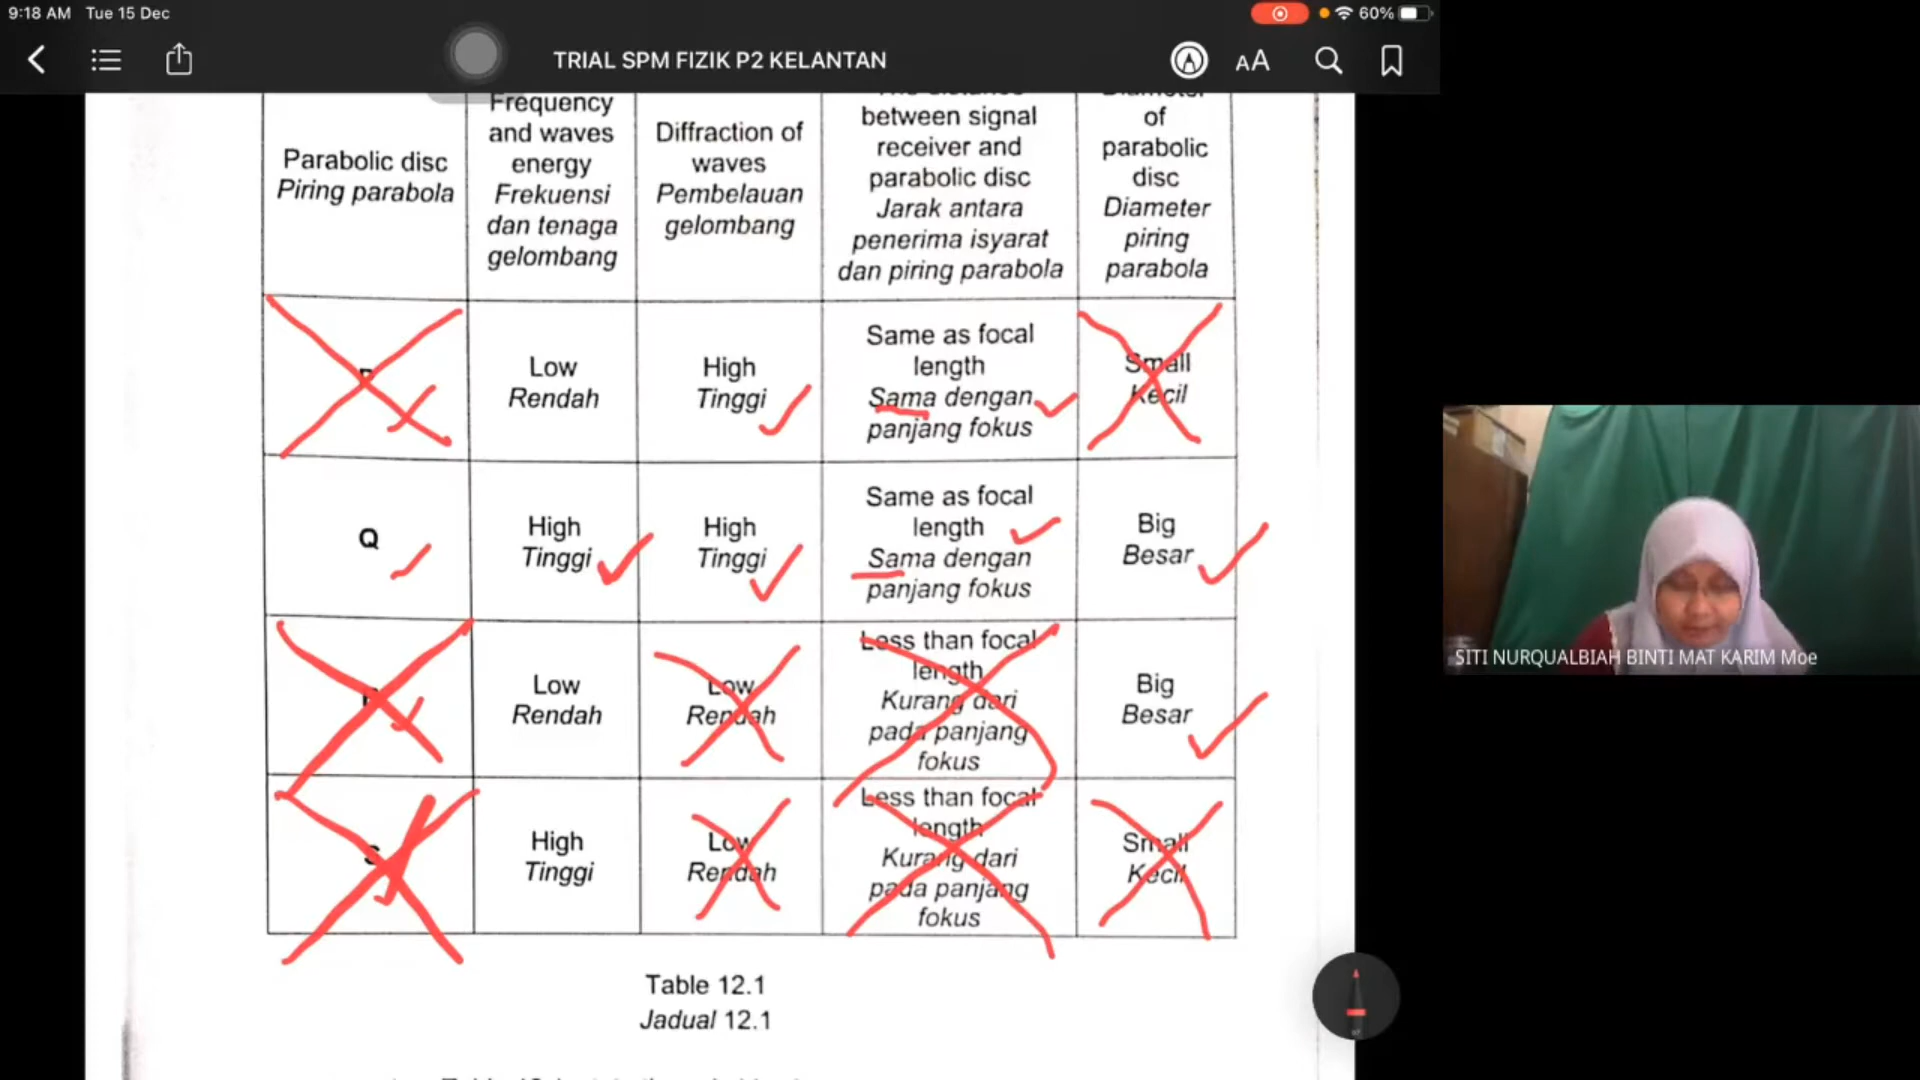 9:18 AM Tue 15 Dec
60%
TRIAL SPM FIZIK P2 KELANTAN
AA
Parabolic disc
Piring parabola
Frequency
and waves
energy
Frekuensi
dan tenaga
gelombang
Diffraction of
waves
Pembelauan
gelombang
between signal
receiver and
parabolic disc
Jarak antara
penerima isyarat
dan piring parabola
of
parabolic
disc
Diameter
piring
parabola
Low
Rendah
High
Tinggi
Same as focal
length
Sama dengan
panjang fokus
Small
Kecil
Q
High
Tinggi
High
Tinggi
Same as focal
length
Sama dengan
panjang fokus
Big
Besar
Low
Rendah
Low
Rendah
Less than focal
length
Kurang dari
pada panjang
fokus
Big
Besar
S
High
Tinggi
Low
Rendah
Less than focal
length
Kurang dari
pada panjang
fokus
Small
Kecil
Table 12.1
Jadual 12.1
SITI NURQUALBIAH BINTI MAT KARIM Moe